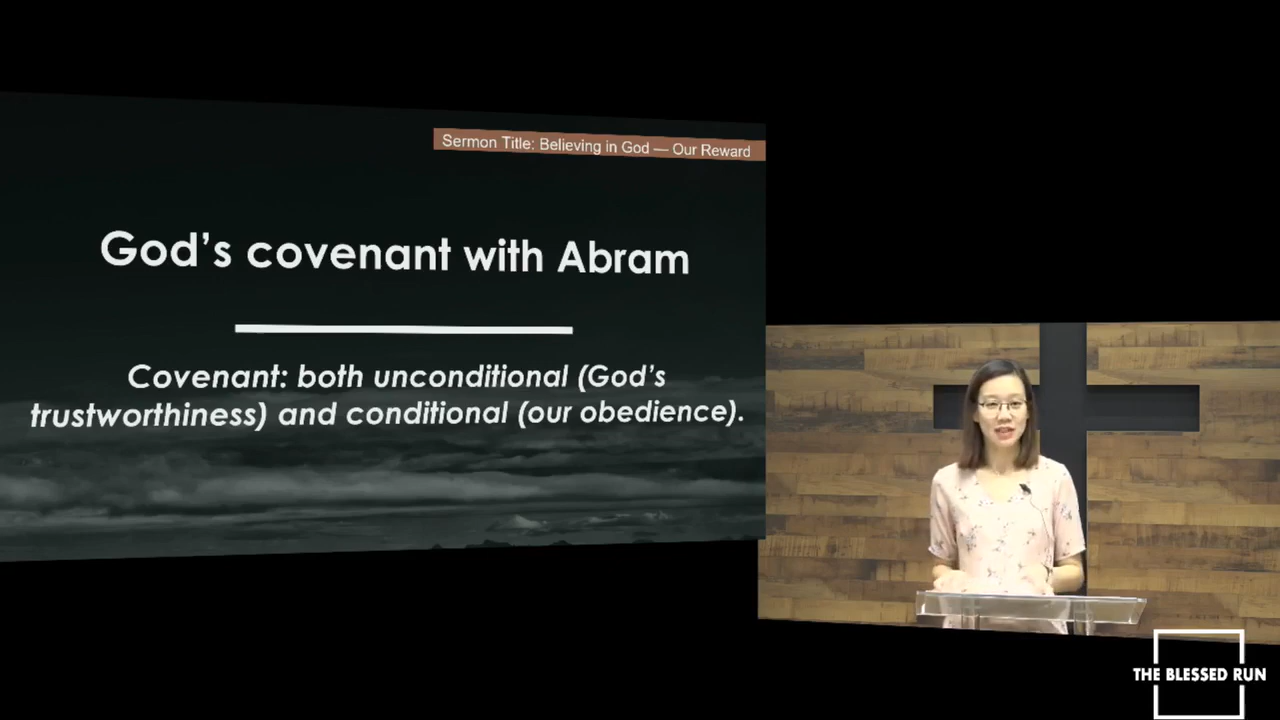 Sermon Title: Believing in God — Our Reward
God’s covenant with Abram
Covenant: both unconditional (God’s
trustworthiness) and conditional (our obedience).
THE BLESSED RUN